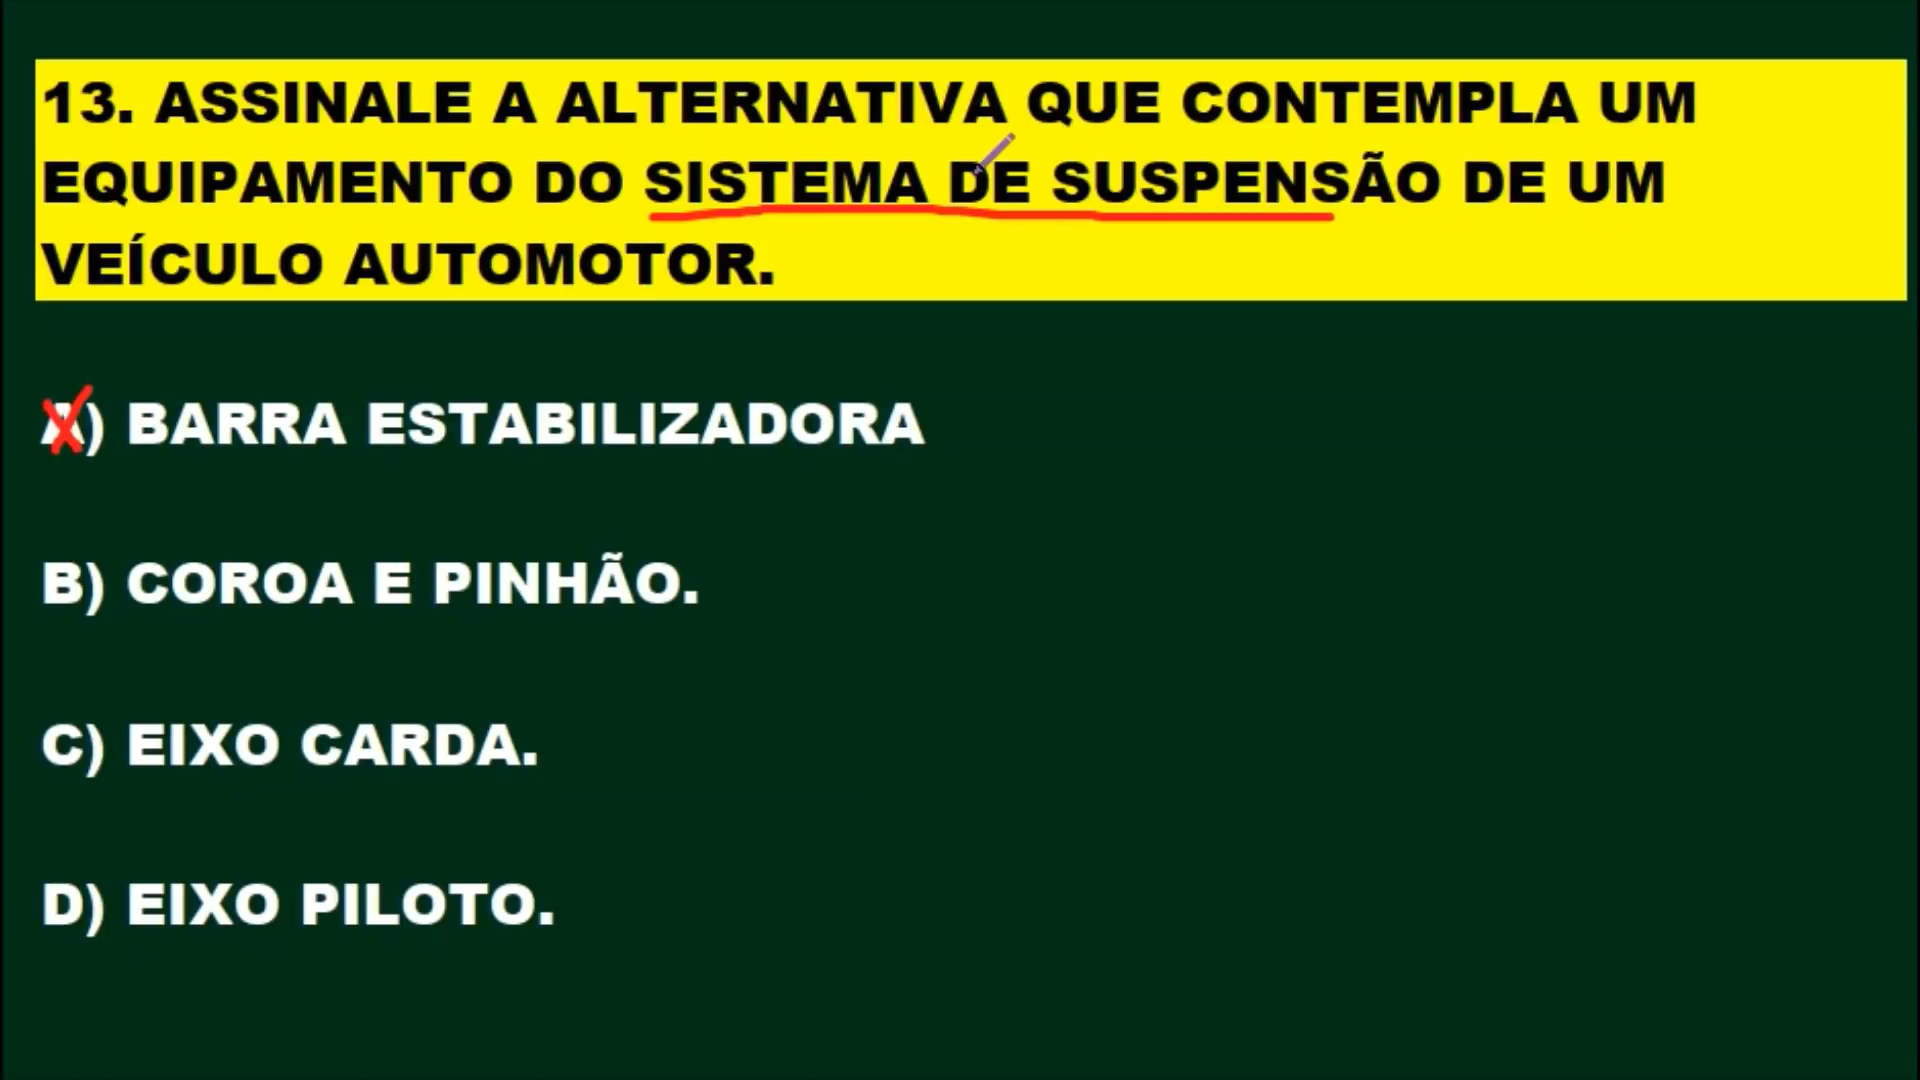 13. ASSINALE A ALTERNATIVA QUE CONTEMPLA UM
EQUIPAMENTO DO SISTEMA DE SUSPENSÃO DE UM
VEÍCULO AUTOMOTOR.
A) BARRA ESTABILIZADORA
B) COROA E PINHÃO.
C) EIXO CARDA.
D) EIXO PILOTO.